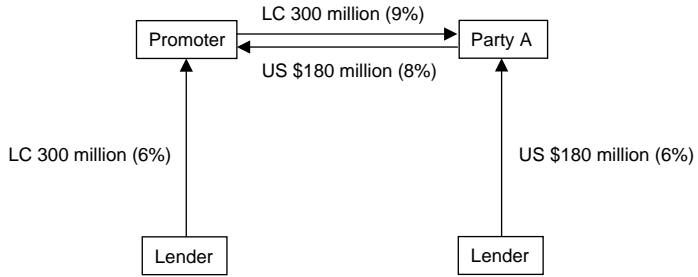 LC 300 million (9%)
Promoter
Party A
US $180 million (8%)
LC 300 million (6%)
US $180 million (6%)
Lender
Lender